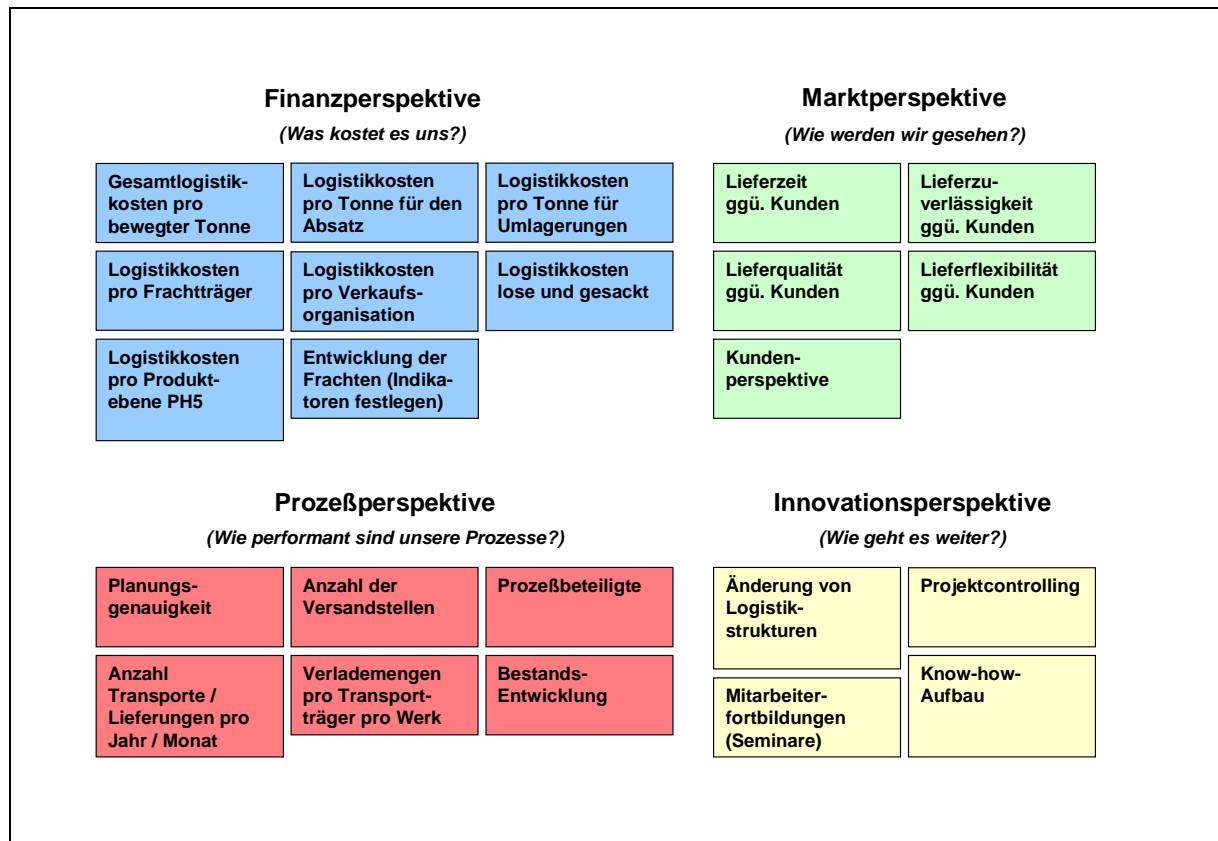 Finanzperspektive
(Was kostet es uns?)
Gesamtlogistik-
kosten pro
bewegter Tonne
Logistikkosten
pro Tonne für den
Absatz
Logistikkosten
pro Tonne für
Umlagerungen
Logistikkosten
pro Frachtträger
Logistikkosten
pro Verkaufs-
organisation
Logistikkosten
lose und gesackt
Logistikkosten
pro Produkt-
ebene PH5
Entwicklung der
Frachten (Indika-
toren festlegen)
Marktperspektive
(Wie werden wir gesehen?)
Lieferzeit
ggü. Kunden
Lieferzu-
verlässigkeit
ggü. Kunden
Lieferqualität
ggü. Kunden
Lieferflexibilität
ggü. Kunden
Kunden-
perspektive
Prozeßperspektive
(Wie performant sind unsere Prozesse?)
Planungs-
genauigkeit
Anzahl der
Versandstellen
Prozeßbeteiligte
Anzahl
Transporte /
Lieferungen pro
Jahr / Monat
Verlademengen
pro Transport-
träger pro Werk
Bestands-
Entwicklung
Innovationsperspektive
(Wie geht es weiter?)
Änderung von
Logistik-
strukturen
Projektcontrolling
Mitarbeiter-
fortbildungen
(Seminare)
Know-how-
Aufbau